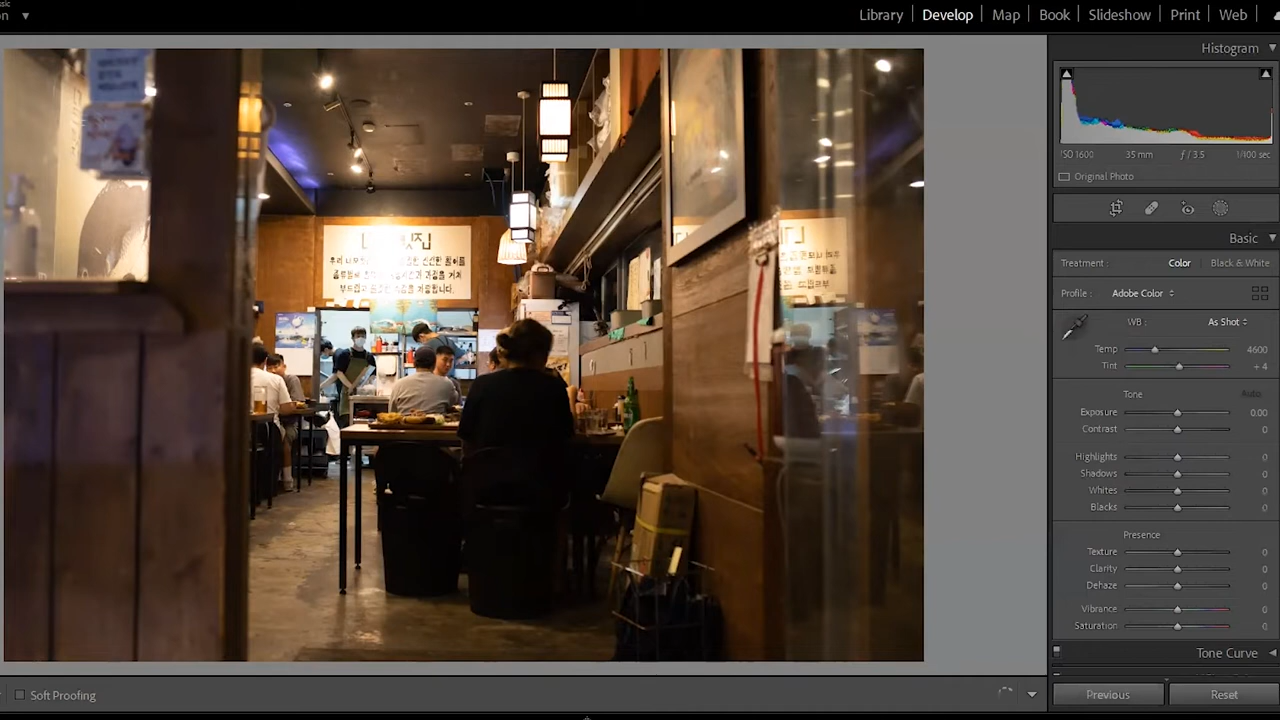 Library | Develop | Map | Book | Slideshow | Print | Web
Histogram
ISO 1600 35 mm ƒ / 3.5 1/100 sec
Original Photo
Basic
Treatment : Color Black & White
Profile : Adobe Color
WB : As Shot
Temp 4600
Tint + 4
Tone Auto
Exposure 0.00
Contrast 0
Highlights 0
Shadows 0
Whites 0
Blacks 0
Presence
Texture 0
Clarity 0
Dehaze 0
Vibrance 0
Saturation 0
Tone Curve
Soft Proofing
Previous Reset